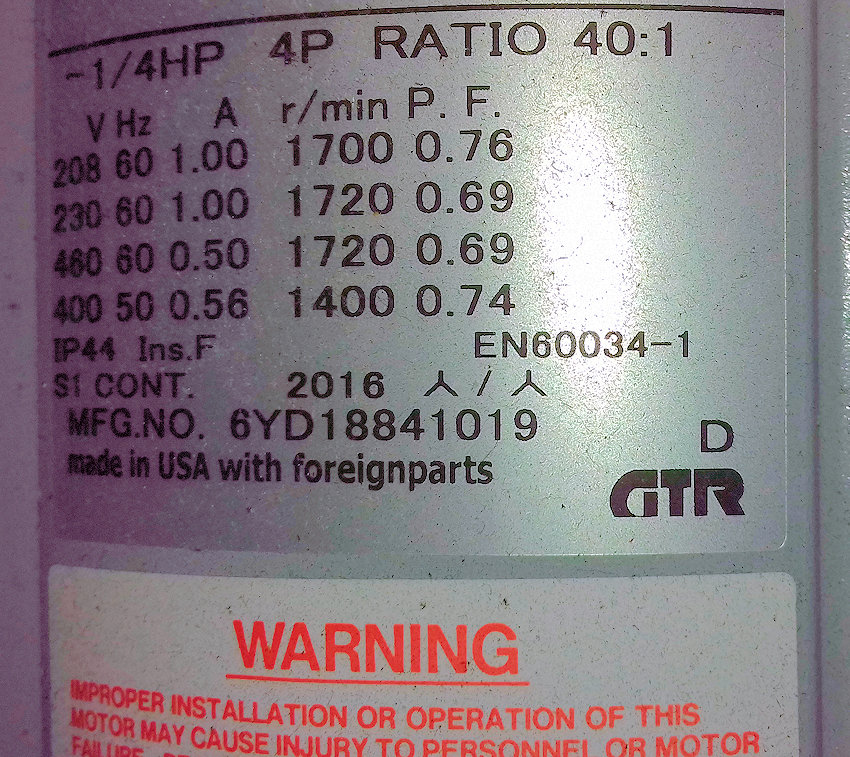 -1/4HP 4P RATIO 40:1
V Hz A r/min P. F.
208 60 1.00 1700 0.76
230 60 1.00 1720 0.69
460 60 0.50 1720 0.69
400 50 0.56 1400 0.74
IP44 Ins.F EN60034-1
S1 CONT. 2016 人 / 人
MFG.NO. 6YD18841019
D
made in USA with foreignparts
GTR
WARNING
IMPROPER INSTALLATION OR OPERATION OF THIS
MOTOR MAY CAUSE INJURY TO PERSONNEL OR MOTOR
FAILURE.